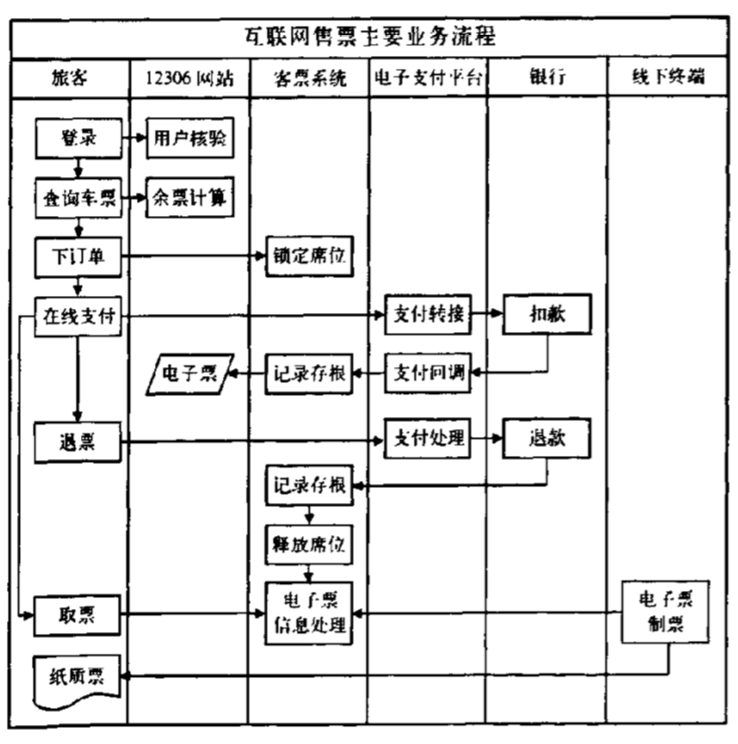 互联网售票主要业务流程
旅客
12306网站
客票系统
电子支付平台
银行
线下终端
登录
用户核验
查询车票
余票计算
下订单
锁定席位
在线支付
支付转接
扣款
电子票
记录存根
支付回调
退票
支付处理
退款
记录存根
释放席位
取票
电子票
信息处理
电子票
制票
纸质票